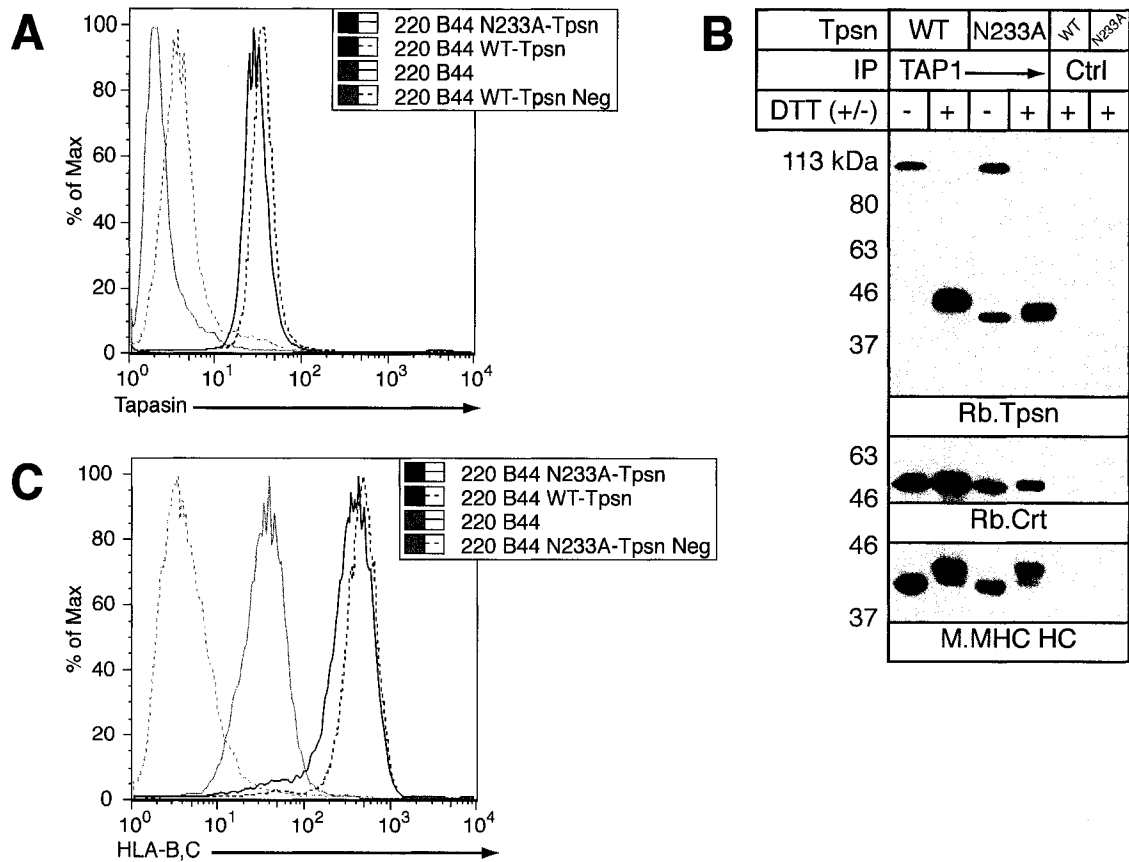 A
220 B44 N233A-Tpsn
220 B44 WT-Tpsn
220 B44
220 B44 WT-Tpsn Neg
100
80
60
40
20
0
% of Max
10^0 10^1 10^2 10^3 10^4
Tapasin
B
Tpsn WT N233A WT N233A
IP TAP1 Ctrl
DTT (+/-) - + - + + +
113 kDa
80
63
46
37
Rb.Tpsn
63
46
Rb.Crt
46
37
M.MHC HC
C
220 B44 N233A-Tpsn
220 B44 WT-Tpsn
220 B44
220 B44 N233A-Tpsn Neg
100
80
60
40
20
0
% of Max
10^0 10^1 10^2 10^3 10^4
HLA-B,C